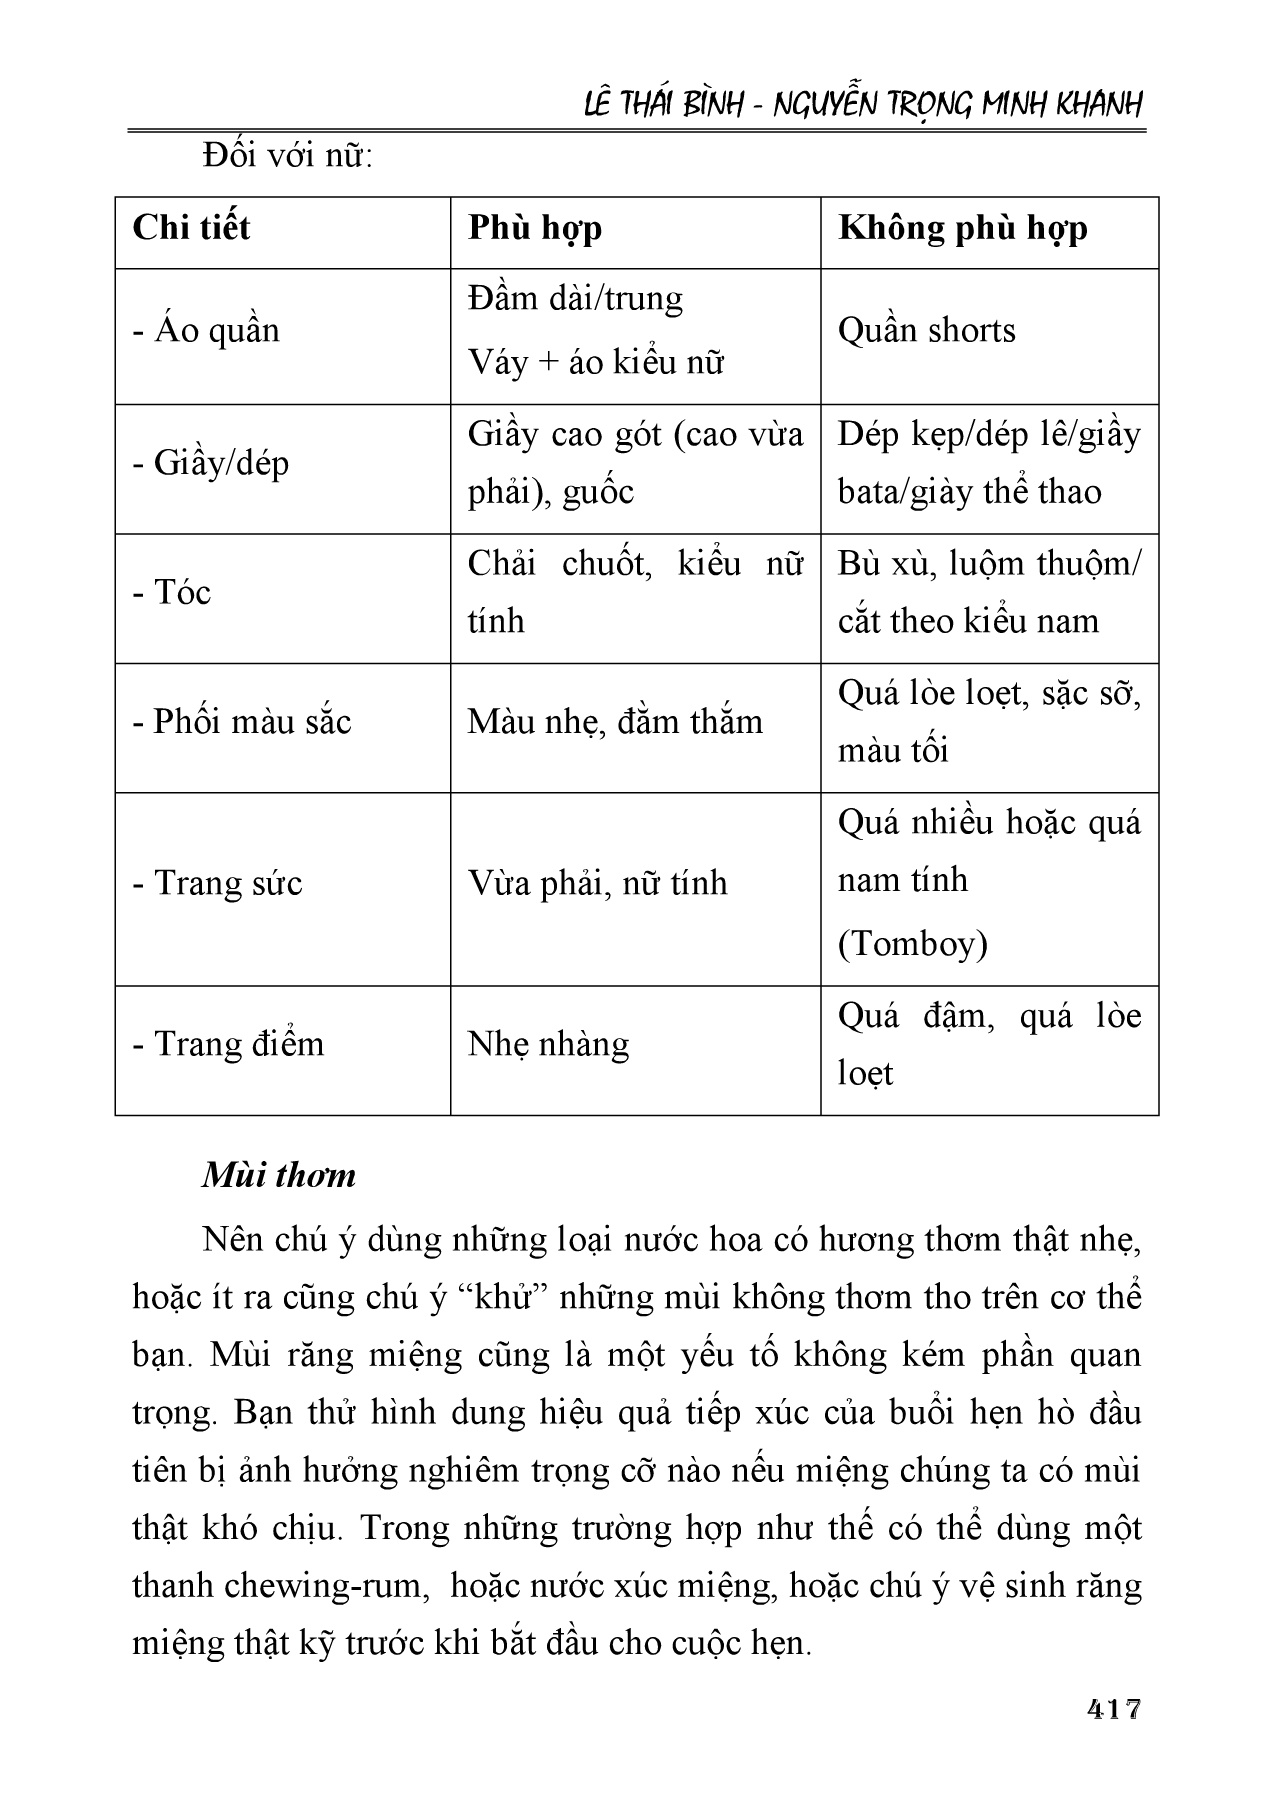 LÊ THÁI BÌNH - NGUYỄN TRỌNG MINH KHANH
Đối với nữ:
Chi tiết
Phù hợp
Không phù hợp
- Áo quần
Đầm dài/trung
Váy + áo kiểu nữ
Quần shorts
- Giầy/dép
Giầy cao gót (cao vừa
phải), guốc
Dép kẹp/dép lê/giầy
bata/giày thể thao
- Tóc
Chải chuốt, kiểu nữ
tính
Bù xù, luộm thuộm/
cắt theo kiểu nam
- Phối màu sắc
Màu nhẹ, đằm thắm
Quá lòe loẹt, sặc sỡ,
màu tối
- Trang sức
Vừa phải, nữ tính
Quá nhiều hoặc quá
nam tính
(Tomboy)
- Trang điểm
Nhẹ nhàng
Quá đậm, quá lòe
loẹt
Mùi thơm
Nên chú ý dùng những loại nước hoa có hương thơm thật nhẹ,
hoặc ít ra cũng chú ý “khử” những mùi không thơm tho trên cơ thể
bạn. Mùi răng miệng cũng là một yếu tố không kém phần quan
trọng. Bạn thử hình dung hiệu quả tiếp xúc của buổi hẹn hò đầu
tiên bị ảnh hưởng nghiêm trọng cỡ nào nếu miệng chúng ta có mùi
thật khó chịu. Trong những trường hợp như thế có thể dùng một
thanh chewing-rum, hoặc nước xúc miệng, hoặc chú ý vệ sinh răng
miệng thật kỹ trước khi bắt đầu cho cuộc hẹn.
417